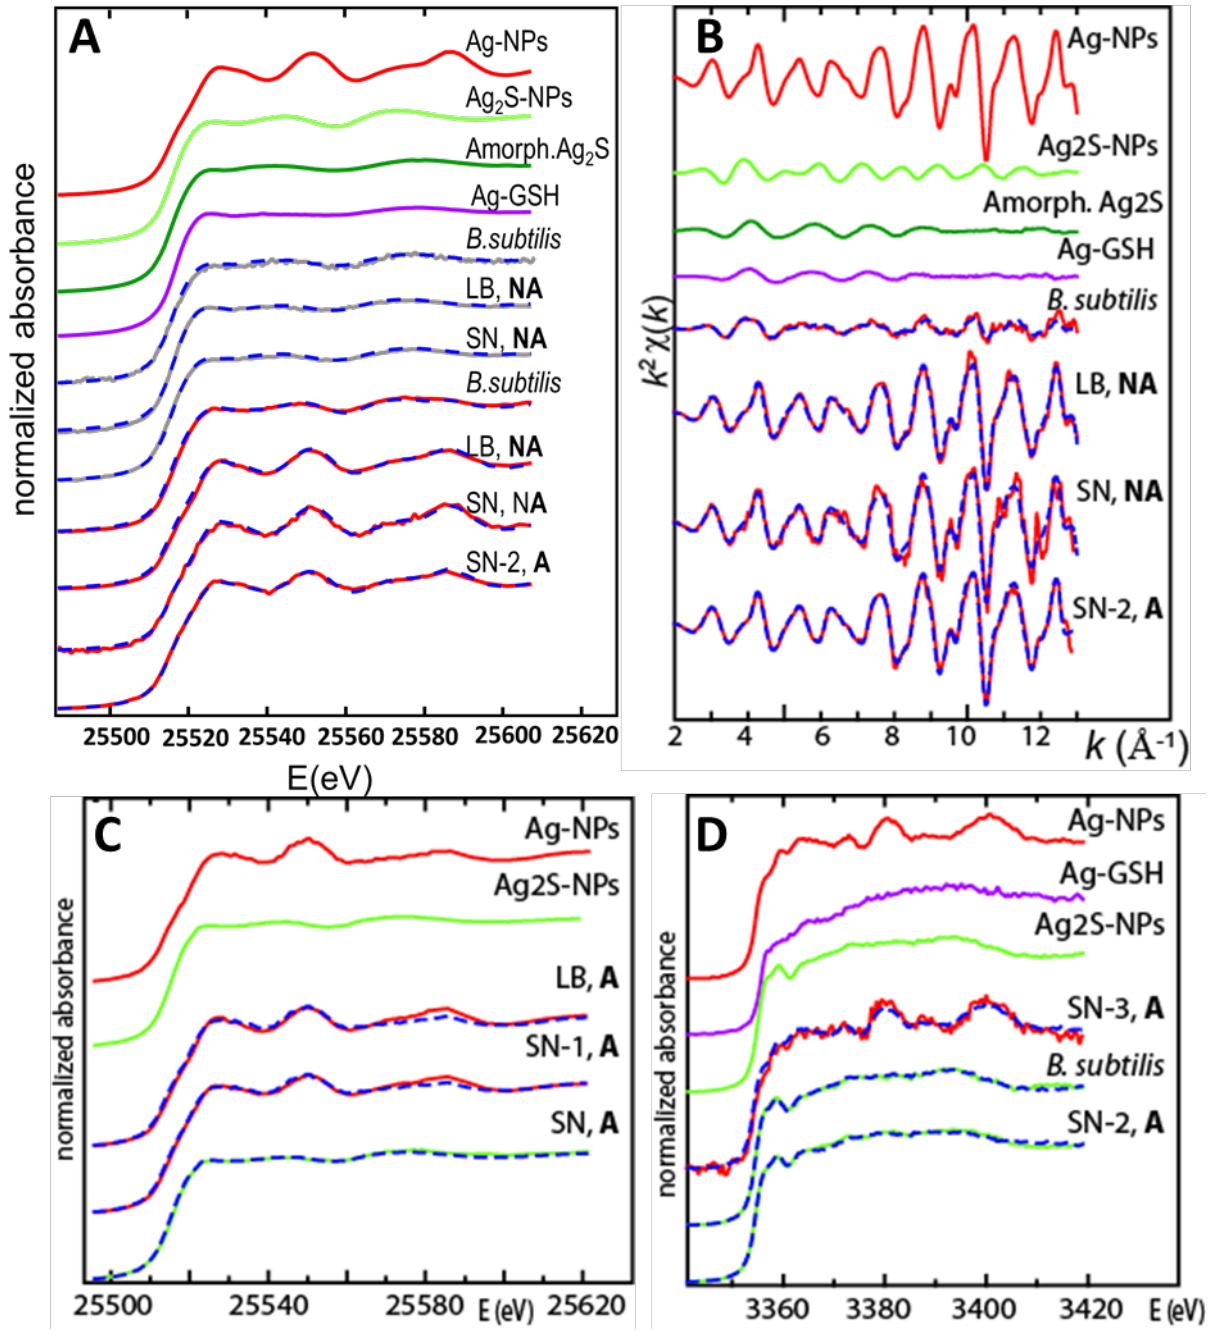 A
Ag-NPs
Ag2S-NPs
Amorph.Ag2S
Ag-GSH
B.subtilis
LB, NA
SN, NA
B.subtilis
LB, NA
SN, NA
SN-2, A
normalized absorbance
25500 25520 25540 25560 25580 25600 25620
E(eV)
B
Ag-NPs
Ag2S-NPs
Amorph. Ag2S
Ag-GSH
B. subtilis
LB, NA
SN, NA
SN-2, A
k² χ(k)
2 4 6 8 10 12 k (Å⁻¹)
C
Ag-NPs
Ag2S-NPs
LB, A
SN-1, A
SN, A
normalized absorbance
25500 25540 25580 E (eV) 25620
D
Ag-NPs
Ag-GSH
Ag2S-NPs
SN-3, A
B. subtilis
SN-2, A
normalized absorbance
3360 3380 3400 3420 E (eV)